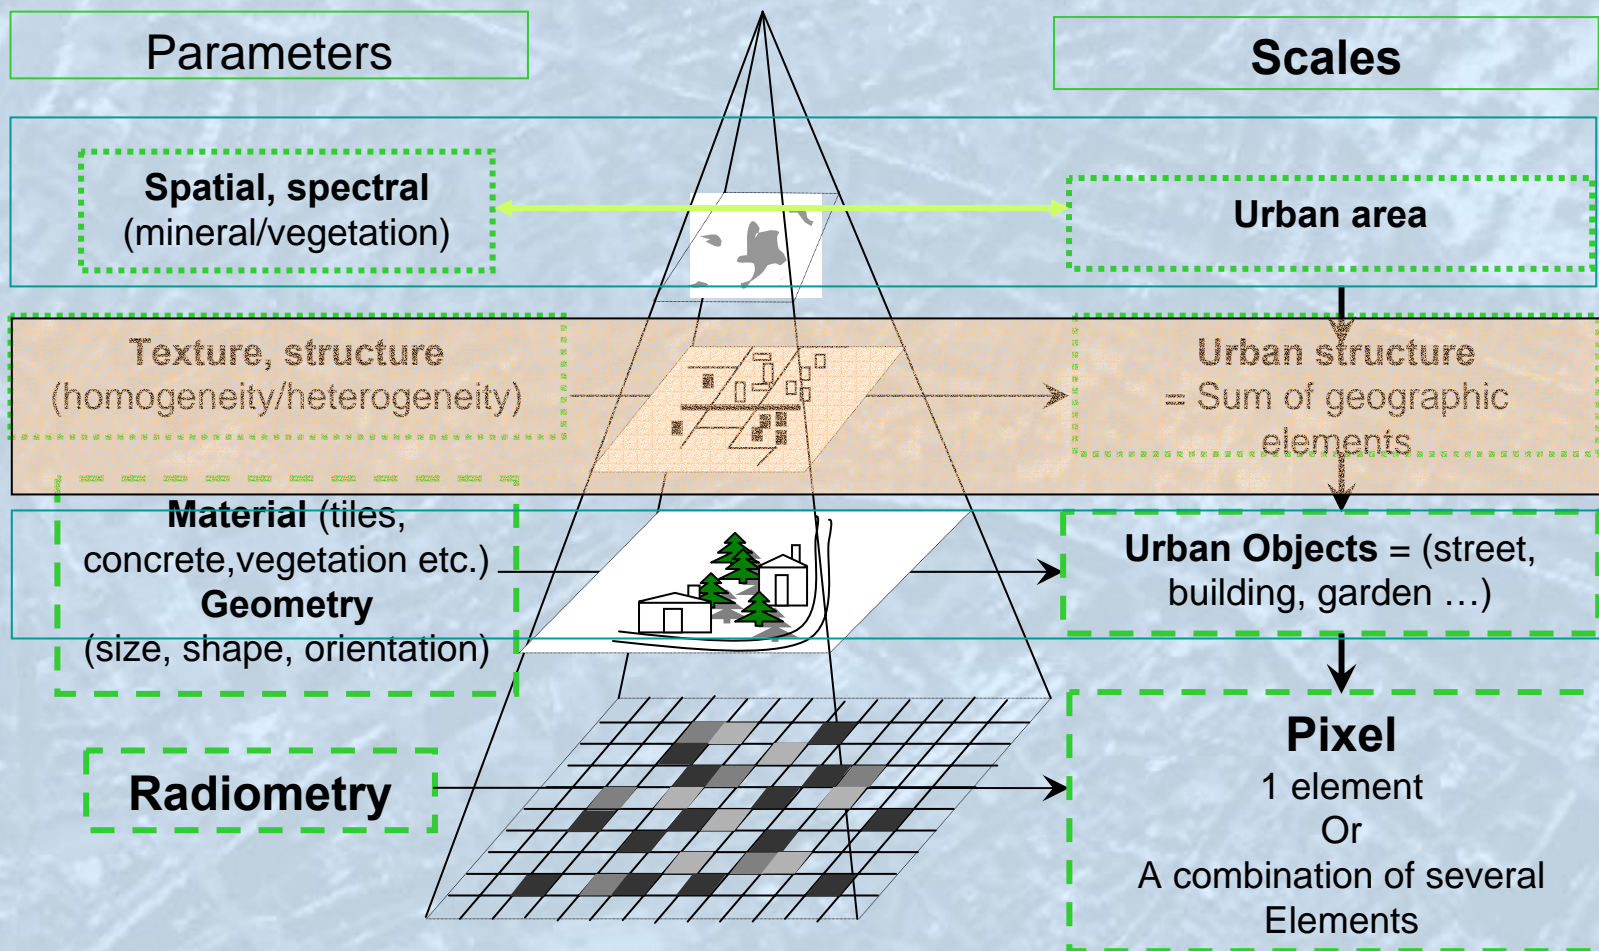 Parameters
Scales
Spatial, spectral
(mineral/vegetation)
Urban area
Texture, structure
(homogeneity/heterogeneity)
Urban structure
= Sum of geographic
elements
Material (tiles,
concrete,vegetation etc.)
Geometry
(size, shape, orientation)
Urban Objects = (street,
building, garden …)
Radiometry
Pixel
1 element
Or
A combination of several
Elements